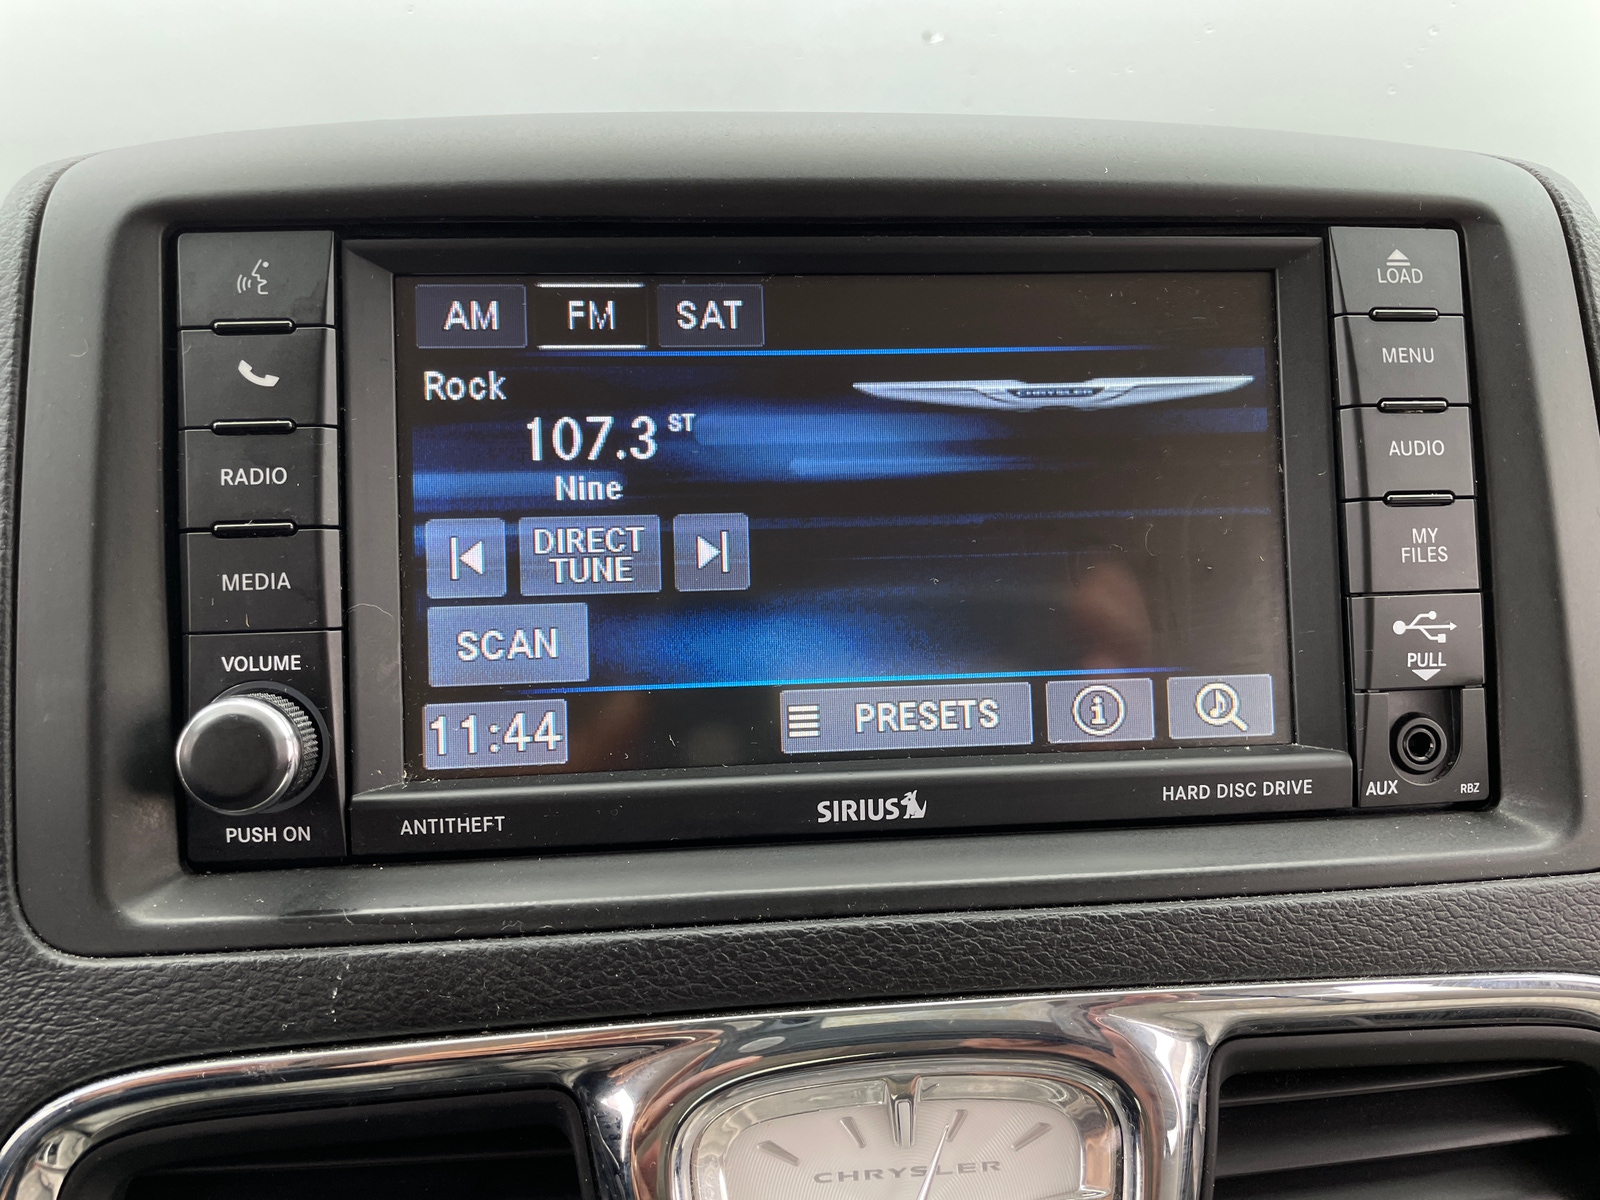 AM FM SAT
Rock
CHRYSLER
107.3 ST
Nine
DIRECT
TUNE
SCAN
11:44
PRESETS
RADIO
MEDIA
VOLUME
PUSH ON
LOAD
MENU
AUDIO
MY
FILES
PULL
AUX
RBZ
ANTITHEFT
SIRIUS
HARD DISC DRIVE
CHRYSLER